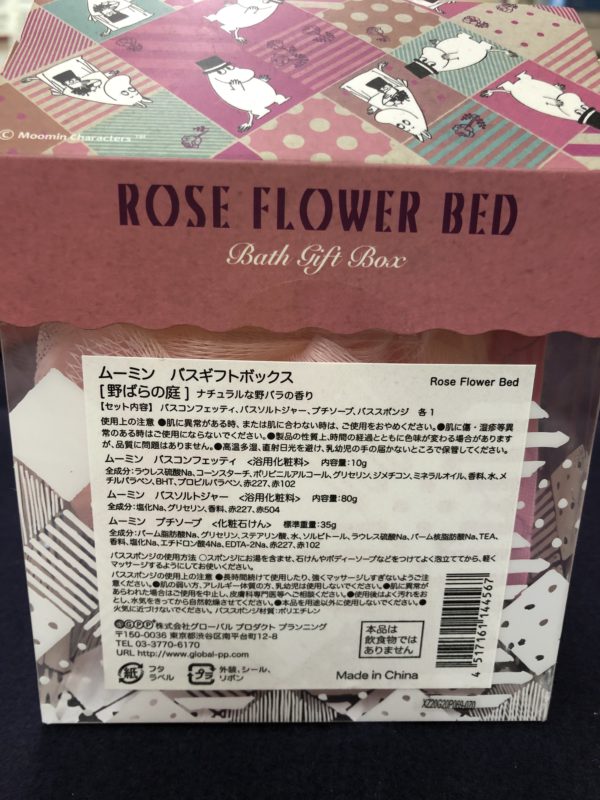 © Moomin Characters ™
ROSE FLOWER BED
Bath Gift Box
ムーミン バスギフトボックス
Rose Flower Bed
[野ばらの庭] ナチュラルな野バラの香り
【セット内容】 バスコンフェッティ、バスソルトジャー、プチソープ、バススポンジ 各1
使用上の注意 ●肌に異常がある時、または肌に合わない時は、ご使用をおやめください。●肌に傷・湿疹等異
常のある時はご使用にならないでください。●製品の性質上、時間の経過とともに色味が変わる場合があります
が、品質に問題はありません。●高温多湿、直射日光を避け、乳幼児の手の届かないところで保管してください。
ムーミン バスコンフェッティ <浴用化粧料> 内容量:10g
全成分:ラウレス硫酸Na、コーンスターチ、ポリビニルアルコール、グリセリン、ジメチコン、ミネラルオイル、香料、水、メ
チルパラベン、BHT、プロピルパラベン、赤227、赤102
ムーミン バスソルトジャー <浴用化粧料> 内容量:80g
全成分:塩化Na、グリセリン、香料、赤227、赤504
ムーミン プチソープ <化粧石けん> 標準重量:35g
全成分:パーム脂肪酸Na、グリセリン、ステアリン酸、水、ソルビトール、ラウレス硫酸Na、パーム核脂肪酸Na、TEA、
香料、塩化Na、エチドロン酸4Na、EDTA-2Na、赤227、赤102
バススポンジの使用方法 ○スポンジにお湯を含ませ、石けんやボディーソープなどをつけてよく泡立ててから、軽く
マッサージするようにしてお使いください。
バススポンジの使用上の注意 ●長時間続けて使用したり、強くマッサージしすぎないようご注
意ください。●肌の弱い方、アレルギー体質の方、乳幼児は使用しないでください。●肌に異常が
あらわれた場合はご使用を中止し、皮膚科専門医等へご相談ください。●使用後はよく汚れをお
とし、水気をきってから自然乾燥させてください。●本品を用途以外に使用しないでください。●
火気に近づけないでください。 バススポンジ/材質:ポリエチレン
GPP 株式会社グローバル プロダクト プランニング
〒150-0036 東京都渋谷区南平台町12-8
TEL 03-3770-6170
URL http://www.global-pp.com
本品は
飲食物では
ありません
4 517161 444567
紙 フタ
ラベル
プラ 外装、シール、
リボン
Made in China
XZ20G20P069-070